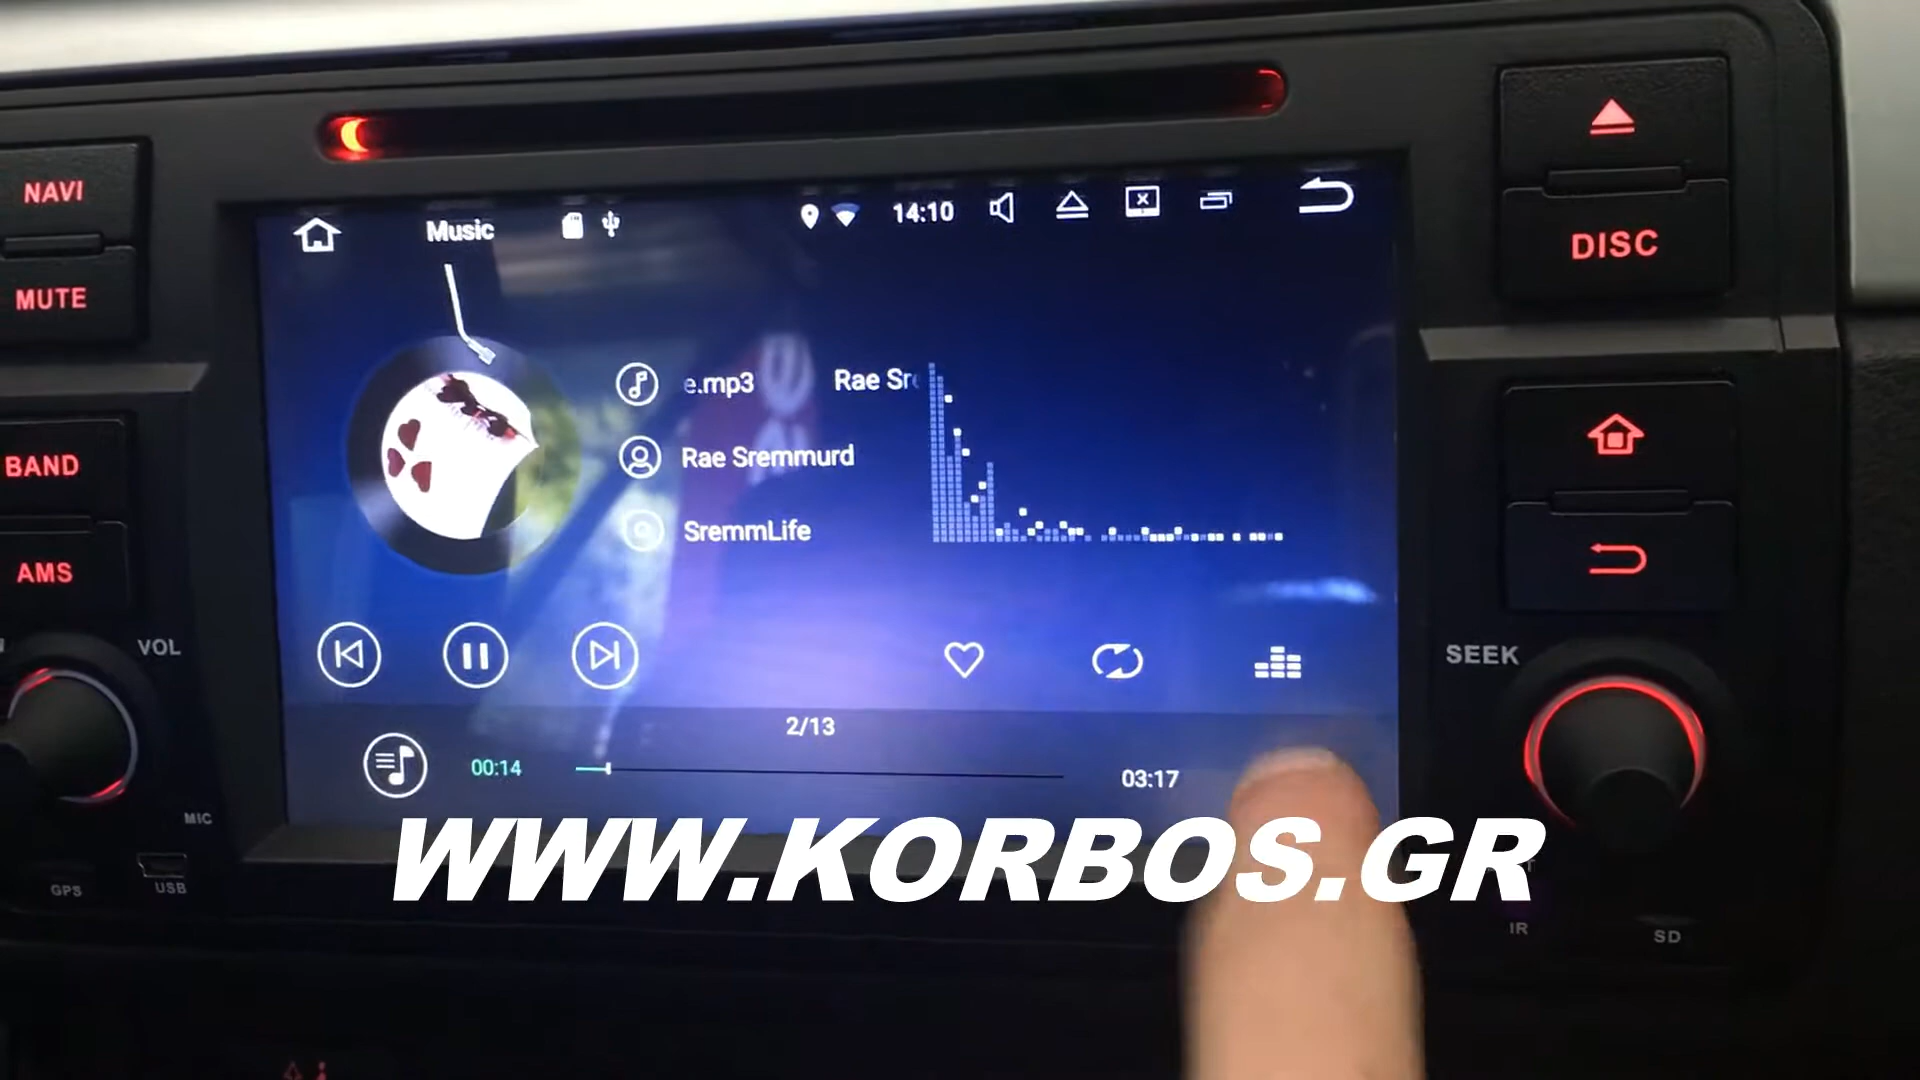 NAVI
MUTE
BAND
AMS
VOL
MIC
GPS
USB
Music
14:10
e.mp3 Rae Sr
Rae Sremmurd
SremmLife
2/13
00:14
03:17
DISC
SEEK
IR
SD
WWW.KORBOS.GR